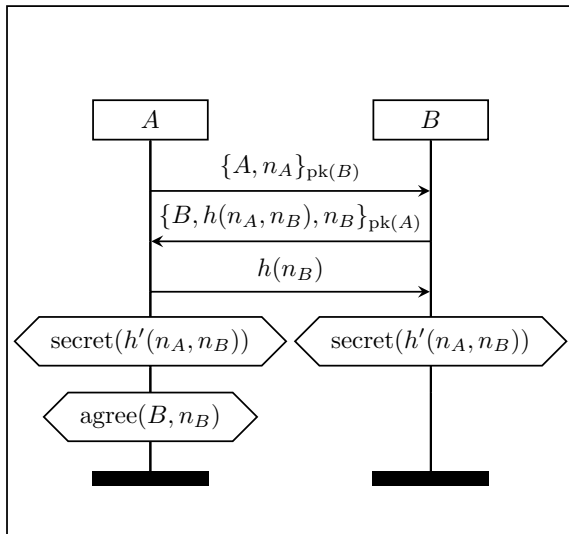 A B
{A, n_A}_pk(B)
{B, h(n_A, n_B), n_B}_pk(A)
h(n_B)
secret(h′(n_A, n_B)) secret(h′(n_A, n_B))
agree(B, n_B)